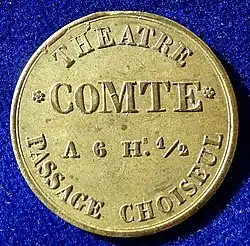 THEATRE
* COMTE *
A 6 H.^s 1/2
PASSAGE CHOISEUL